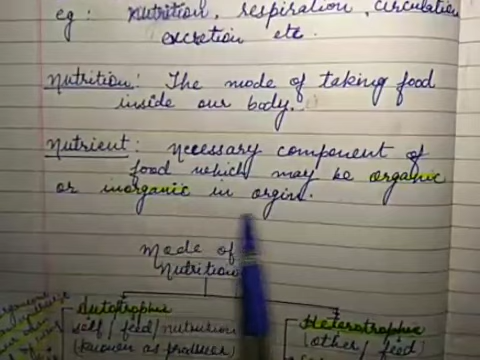 eg: Nutrition, respiration, circulation
excretion etc.
Nutrition: The mode of taking food
inside our body.
Nutrient: Necessary component of
food which may be organic
or inorganic in orgin.
Mode of
Nutrition
Autotrophic
Heterotrophic
self / feed / nutrition
(other / feed)
(known as producer)